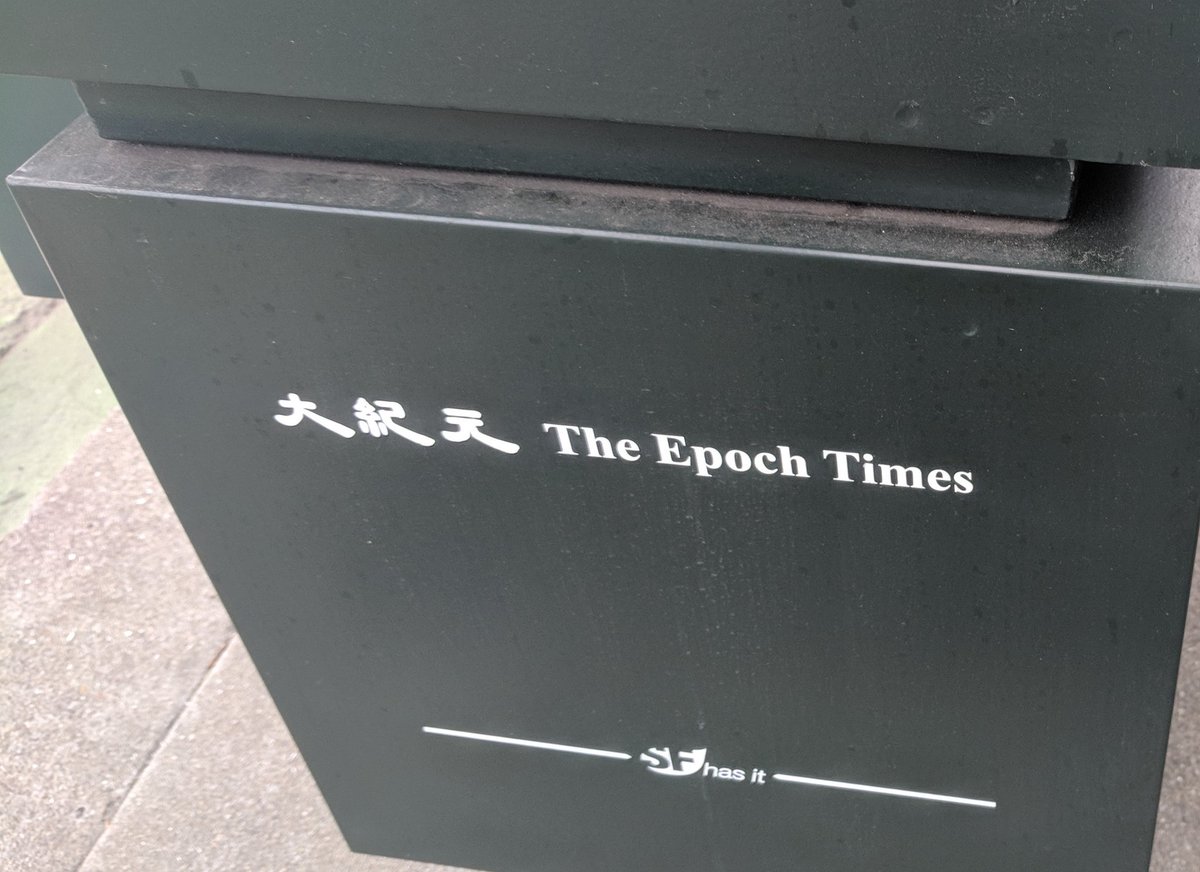 大紀元 The Epoch Times
SF has it